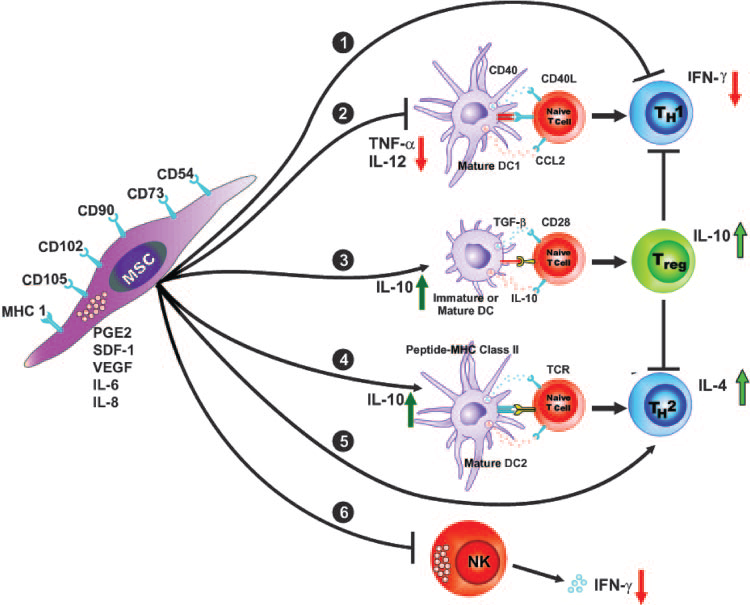 1
IFN-γ
CD40
CD40L
Naive
T Cell
TH1
2
TNF-α
IL-12
Mature DC1
CCL2
CD54
CD73
CD90
CD102
CD105
MHC 1
MSC
PGE2
SDF-1
VEGF
IL-6
IL-8
3
IL-10
TGF-β
CD28
Naive
T Cell
Treg
IL-10
IL-10
Immature or
Mature DC
4
IL-10
Peptide-MHC Class II
TCR
Naive
T Cell
TH2
IL-4
Mature DC2
5
6
NK
IFN-γ